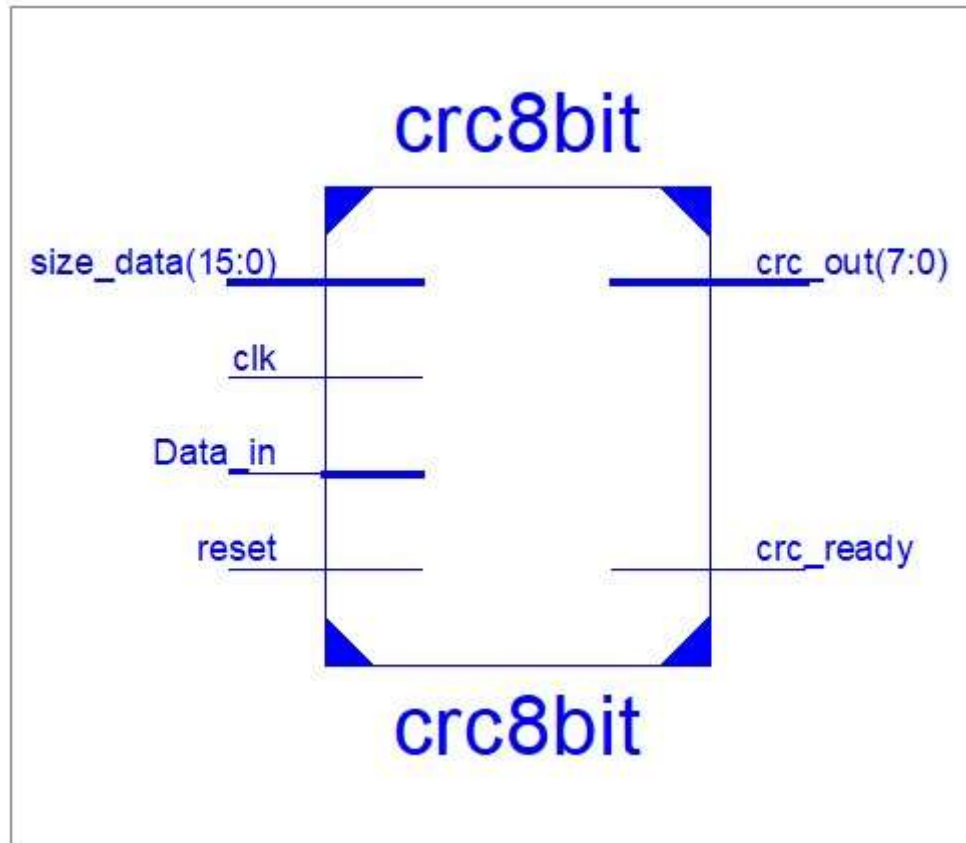 crc8bit
size_data(15:0)
crc_out(7:0)
clk
Data_in
reset
crc_ready
crc8bit